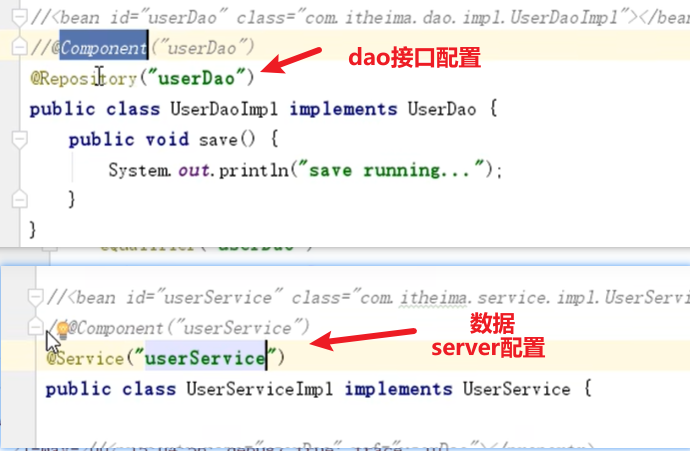 //<bean id="userDao" class="com.itheima.dao.impl.UserDaoImpl"></bean
//@Component("userDao")
dao接口配置
@Repository("userDao")
public class UserDaoImpl implements UserDao {
public void save() {
System.out.println("save running...");
}
}
//<bean id="userService" class="com.itheima.service.impl.UserServi
@Component("userService")
数据
server配置
@Service("userService")
public class UserServiceImpl implements UserService {